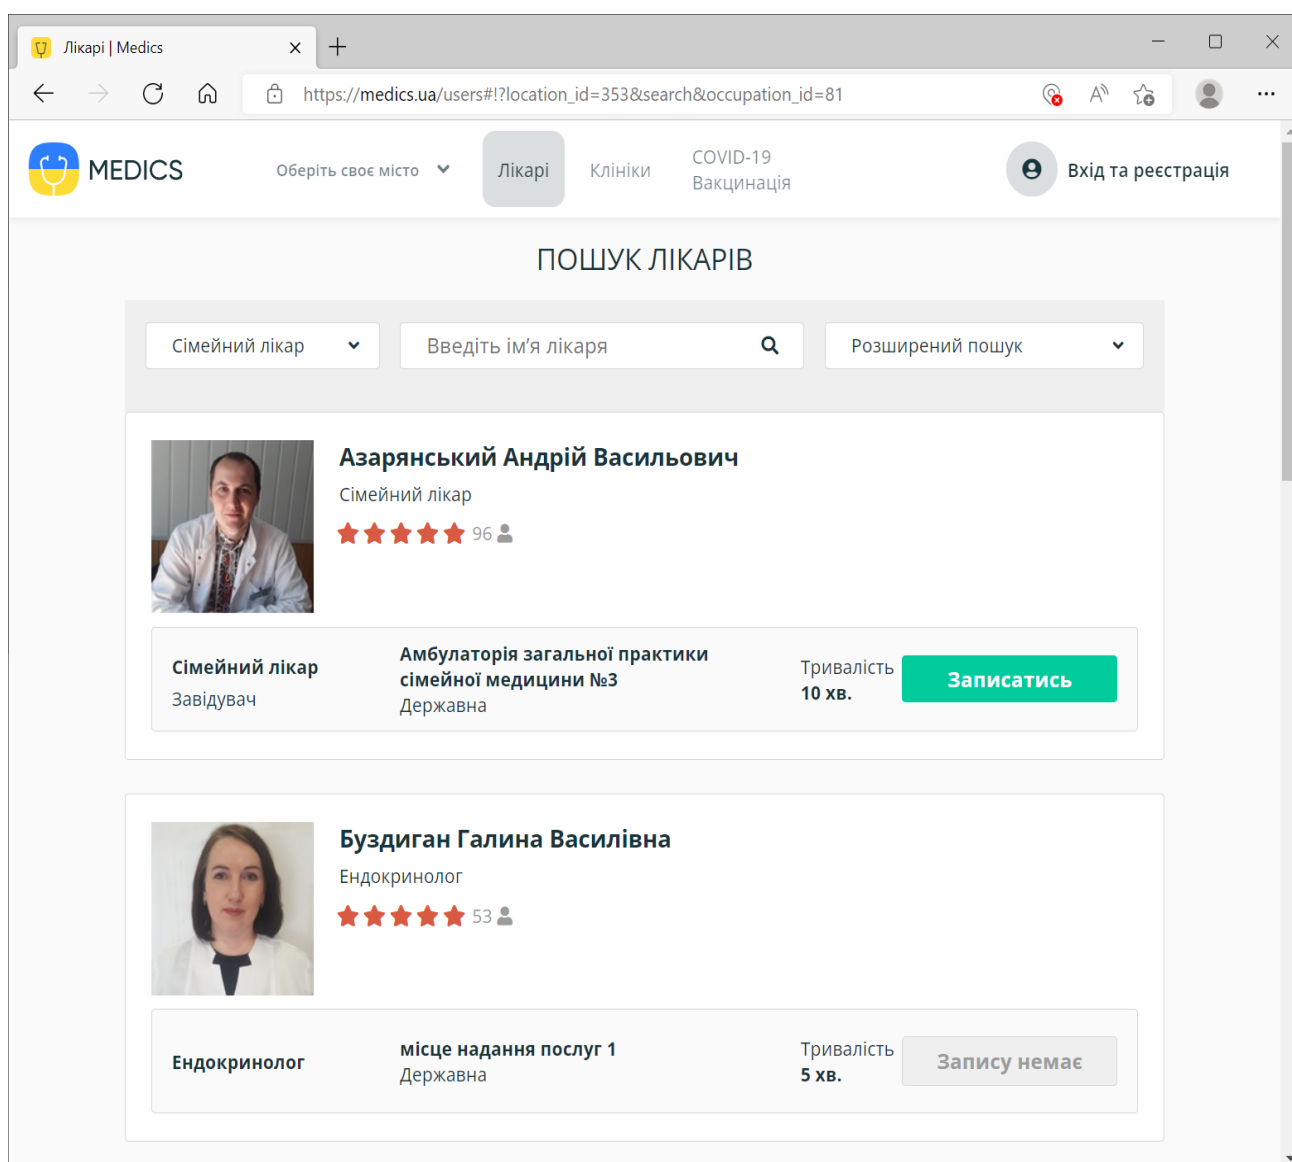 Лікарі | Medics
https://medics.ua/users#!?location_id=353&search&occupation_id=81
MEDICS
Оберіть своє місто
Лікарі
Клініки
COVID-19
Вакцинація
Вхід та реєстрація
ПОШУК ЛІКАРІВ
Сімейний лікар
Введіть ім’я лікаря
Розширений пошук
Азарянський Андрій Васильович
Сімейний лікар
96
Сімейний лікар
Завідувач
Амбулаторія загальної практики
сімейної медицини №3
Державна
Тривалість
10 хв.
Записатись
Буздиган Галина Василівна
Ендокринолог
53
Ендокринолог
місце надання послуг 1
Державна
Тривалість
5 хв.
Запису немає